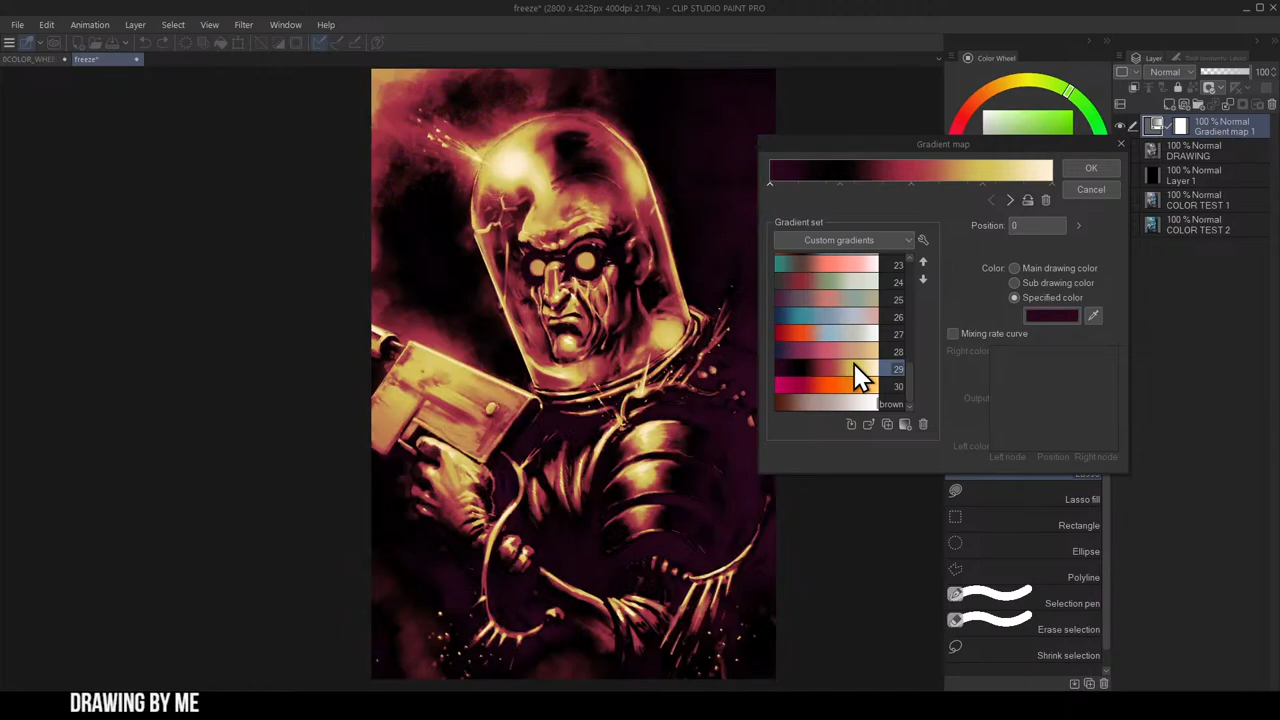 freeze* (2800 x 4225px 400dpi 21.7%) - CLIP STUDIO PAINT PRO
File Edit Animation Layer Select View Filter Window Help
0COLOR_WHEE freeze*
Color Wheel
Layer
Normal 100
100 % Normal
Gradient map 1
100 % Normal
DRAWING
100 % Normal
Layer 1
100 % Normal
COLOR TEST 1
100 % Normal
COLOR TEST 2
Gradient map
OK
Cancel
Gradient set
Custom gradients
23
24
25
26
27
28
29
30
brown
Position: 0
Color: Main drawing color
Sub drawing color
Specified color
Mixing rate curve
Right color
Output
Left color
Left node Position Right node
Lasso fill
Rectangle
Ellipse
Polyline
Selection pen
Erase selection
Shrink selection
DRAWING BY ME